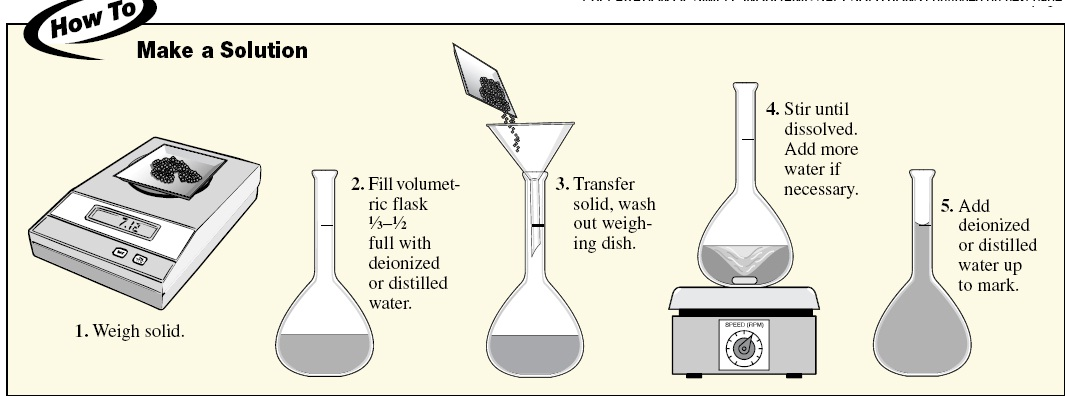 How To
Make a Solution
7.12
1. Weigh solid.
2. Fill volumet-
ric flask
⅓–½
full with
deionized
or distilled
water.
3. Transfer
solid, wash
out weigh-
ing dish.
4. Stir until
dissolved.
Add more
water if
necessary.
SPEED (RPM)
5. Add
deionized
or distilled
water up
to mark.